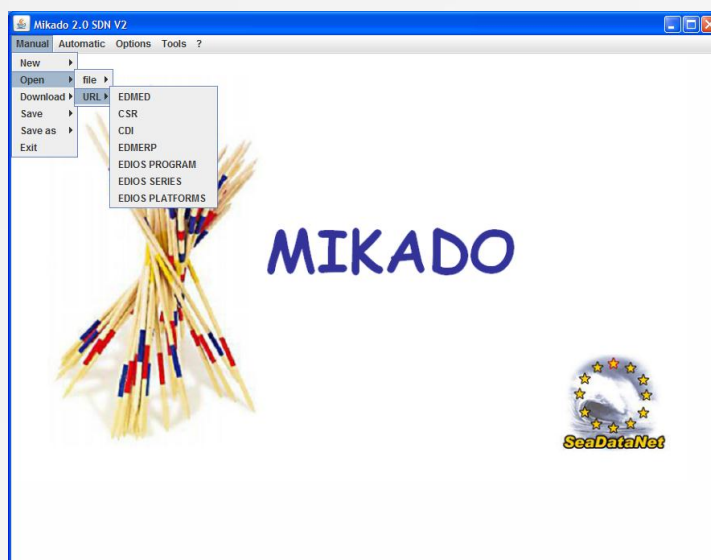 Mikado 2.0 SDN V2
Manual Automatic Options Tools ?
New
Open
Download
Save
Save as
Exit
file
URL
EDMED
CSR
CDI
EDMERP
EDIOS PROGRAM
EDIOS SERIES
EDIOS PLATFORMS
MIKADO
SeaDataNet